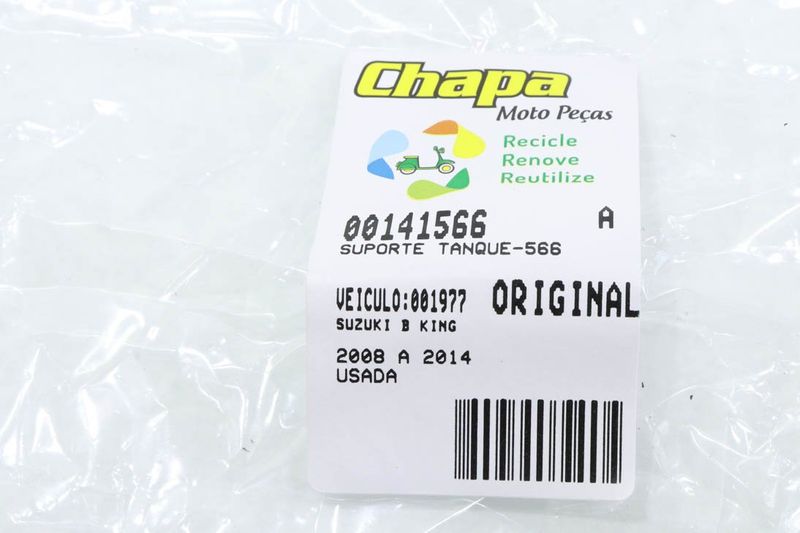 Chapa
Moto Peças
Recicle
Renove
Reutilize
00141566 A
SUPORTE TANQUE-566
VEICULO:001977 ORIGINAL
SUZUKI B KING
2008 A 2014
USADA